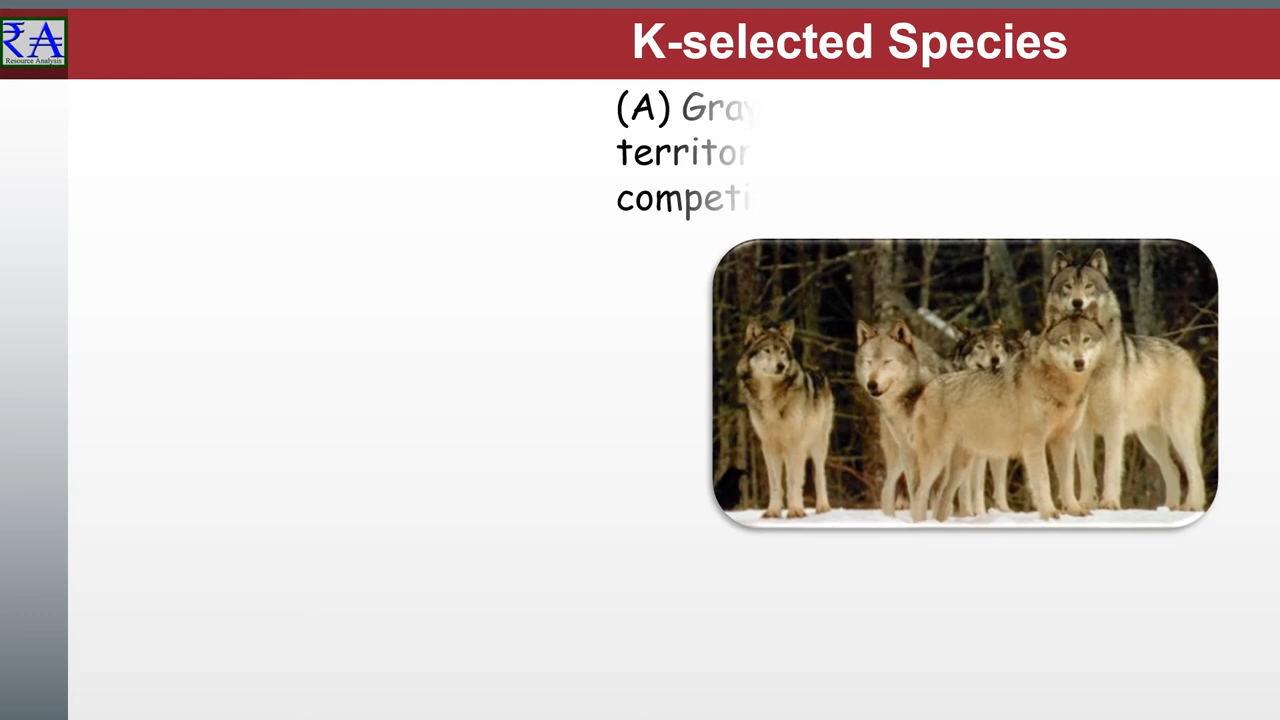 K-selected Species
₹A
Resource Analysis
(A) Gray
territor
competi